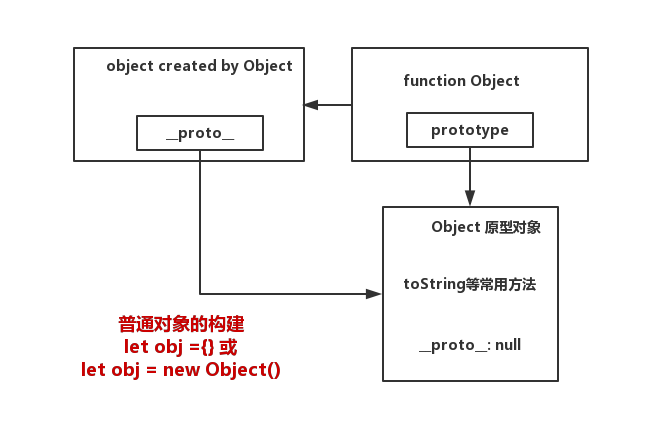 object created by Object
__proto__
function Object
prototype
Object 原型对象
toString等常用方法
__proto__: null
普通对象的构建
let obj ={} 或
let obj = new Object()